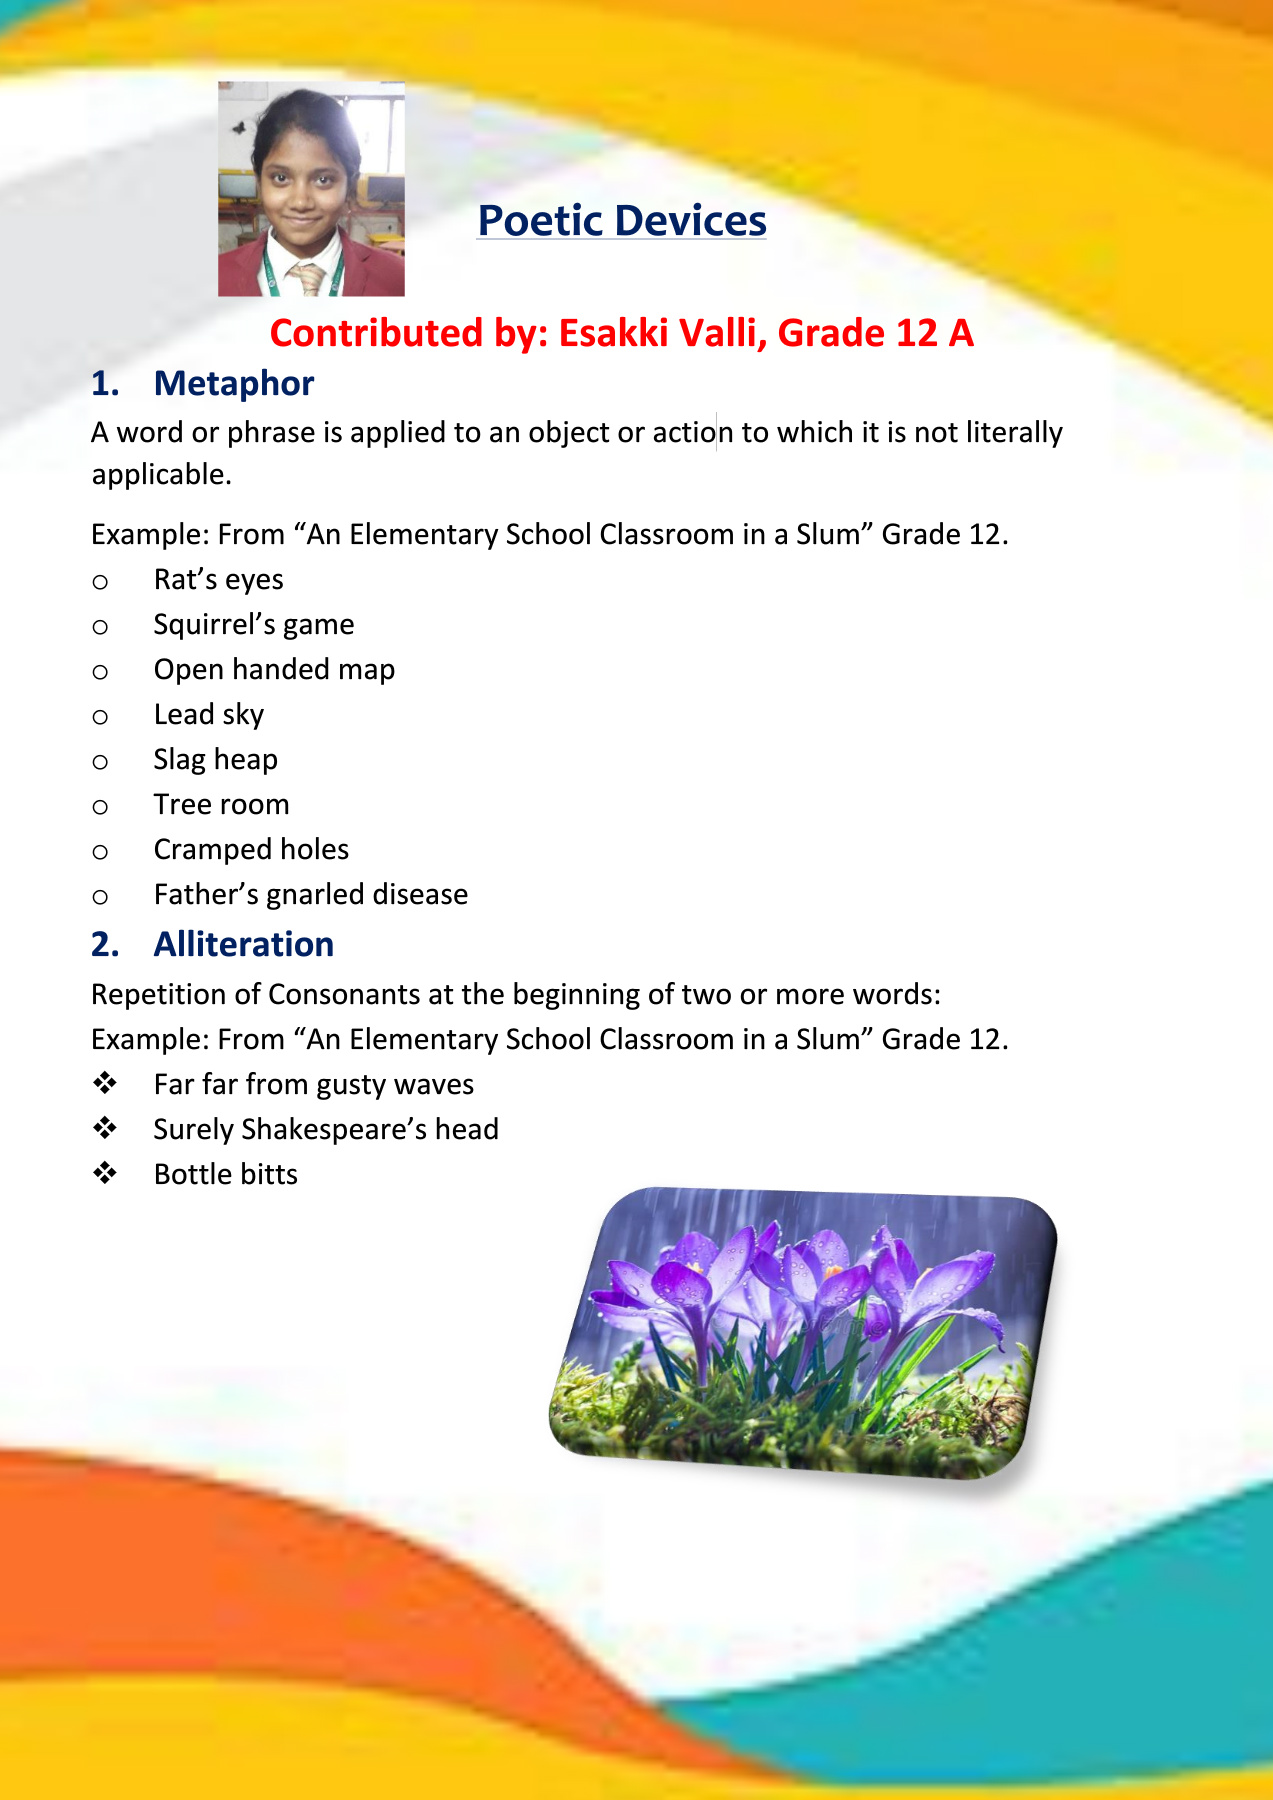 Poetic Devices
Contributed by: Esakki Valli, Grade 12 A
1. Metaphor
A word or phrase is applied to an object or action to which it is not literally
applicable.
Example: From “An Elementary School Classroom in a Slum” Grade 12.
o Rat’s eyes
o Squirrel’s game
o Open handed map
o Lead sky
o Slag heap
o Tree room
o Cramped holes
o Father’s gnarled disease
2. Alliteration
Repetition of Consonants at the beginning of two or more words:
Example: From “An Elementary School Classroom in a Slum” Grade 12.
❖ Far far from gusty waves
❖ Surely Shakespeare’s head
❖ Bottle bitts